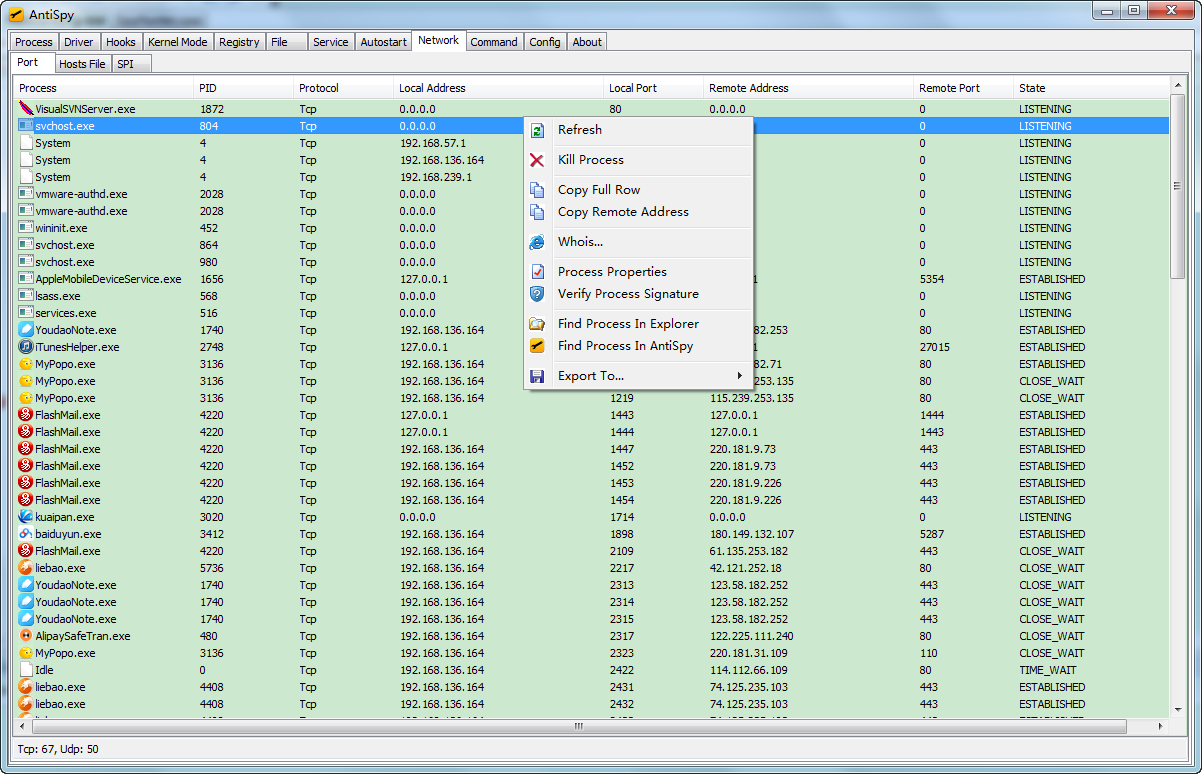 AntiSpy
Process Driver Hooks Kernel Mode Registry File Service Autostart Network Command Config About
Port Hosts File SPI
Process PID Protocol Local Address Local Port Remote Address Remote Port State
VisualSVNServer.exe 1872 Tcp 0.0.0.0 80 0.0.0.0 0 LISTENING
svchost.exe 804 Tcp 0.0.0.0 0 LISTENING
System 4 Tcp 192.168.57.1 0 LISTENING
System 4 Tcp 192.168.136.164 0 LISTENING
System 4 Tcp 192.168.239.1 0 LISTENING
vmware-authd.exe 2028 Tcp 0.0.0.0 0 LISTENING
vmware-authd.exe 2028 Tcp 0.0.0.0 0 LISTENING
wininit.exe 452 Tcp 0.0.0.0 0 LISTENING
svchost.exe 864 Tcp 0.0.0.0 0 LISTENING
svchost.exe 980 Tcp 0.0.0.0 0 LISTENING
AppleMobileDeviceService.exe 1656 Tcp 127.0.0.1 1 5354 ESTABLISHED
lsass.exe 568 Tcp 0.0.0.0 0 LISTENING
services.exe 516 Tcp 0.0.0.0 0 LISTENING
YoudaoNote.exe 1740 Tcp 192.168.136.164 82.253 80 ESTABLISHED
iTunesHelper.exe 2748 Tcp 127.0.0.1 1 27015 ESTABLISHED
MyPopo.exe 3136 Tcp 192.168.136.164 82.71 80 ESTABLISHED
MyPopo.exe 3136 Tcp 192.168.136.164 253.135 80 CLOSE_WAIT
MyPopo.exe 3136 Tcp 192.168.136.164 1219 115.239.253.135 80 CLOSE_WAIT
FlashMail.exe 4220 Tcp 127.0.0.1 1443 127.0.0.1 1444 ESTABLISHED
FlashMail.exe 4220 Tcp 127.0.0.1 1444 127.0.0.1 1443 ESTABLISHED
FlashMail.exe 4220 Tcp 192.168.136.164 1447 220.181.9.73 443 ESTABLISHED
FlashMail.exe 4220 Tcp 192.168.136.164 1452 220.181.9.73 443 ESTABLISHED
FlashMail.exe 4220 Tcp 192.168.136.164 1453 220.181.9.226 443 ESTABLISHED
FlashMail.exe 4220 Tcp 192.168.136.164 1454 220.181.9.226 443 ESTABLISHED
kuaipan.exe 3020 Tcp 0.0.0.0 1714 0.0.0.0 0 LISTENING
baiduyun.exe 3412 Tcp 192.168.136.164 1898 180.149.132.107 5287 ESTABLISHED
FlashMail.exe 4220 Tcp 192.168.136.164 2109 61.135.253.182 443 CLOSE_WAIT
liebao.exe 5736 Tcp 192.168.136.164 2217 42.121.252.18 80 CLOSE_WAIT
YoudaoNote.exe 1740 Tcp 192.168.136.164 2313 123.58.182.252 443 CLOSE_WAIT
YoudaoNote.exe 1740 Tcp 192.168.136.164 2314 123.58.182.252 443 CLOSE_WAIT
YoudaoNote.exe 1740 Tcp 192.168.136.164 2315 123.58.182.252 443 CLOSE_WAIT
AlipaySafeTran.exe 480 Tcp 192.168.136.164 2317 122.225.111.240 80 CLOSE_WAIT
MyPopo.exe 3136 Tcp 192.168.136.164 2323 220.181.31.109 110 CLOSE_WAIT
Idle 0 Tcp 192.168.136.164 2422 114.112.66.109 80 TIME_WAIT
liebao.exe 4408 Tcp 192.168.136.164 2431 74.125.235.103 443 ESTABLISHED
liebao.exe 4408 Tcp 192.168.136.164 2432 74.125.235.103 443 ESTABLISHED
Refresh
Kill Process
Copy Full Row
Copy Remote Address
Whois...
Process Properties
Verify Process Signature
Find Process In Explorer
Find Process In AntiSpy
Export To...
Tcp: 67, Udp: 50